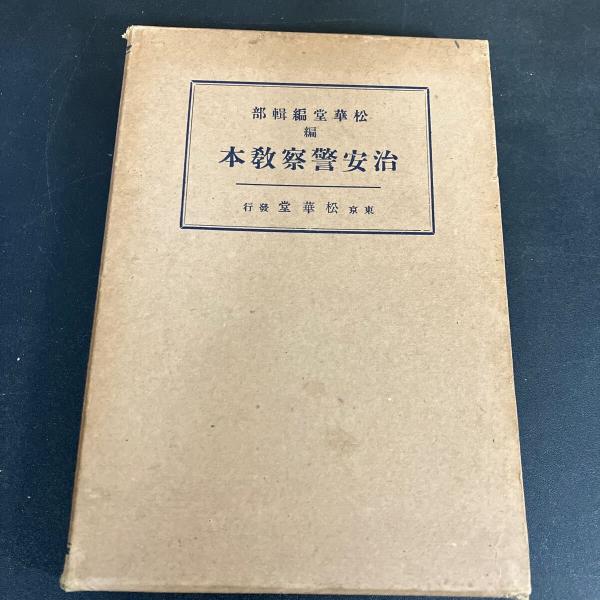 松華堂編輯部
編
治安警察教本
東京松華堂發行